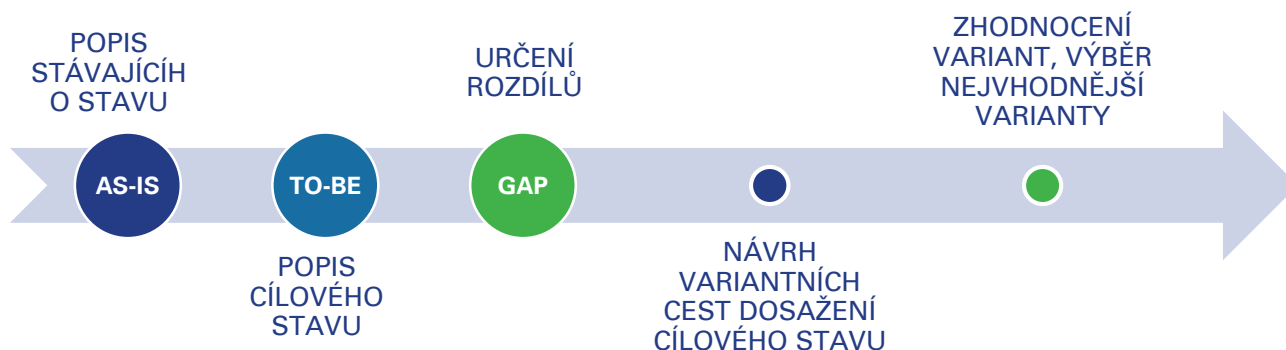 POPIS
STÁVAJÍCÍH
O STAVU
AS-IS
TO-BE
POPIS
CÍLOVÉHO
STAVU
URČENÍ
ROZDÍLŮ
GAP
NÁVRH
VARIANTNÍCH
CEST DOSAŽENÍ
CÍLOVÉHO STAVU
ZHODNOCENÍ
VARIANT, VÝBĚR
NEJVHODNĚJŠÍ
VARIANTY